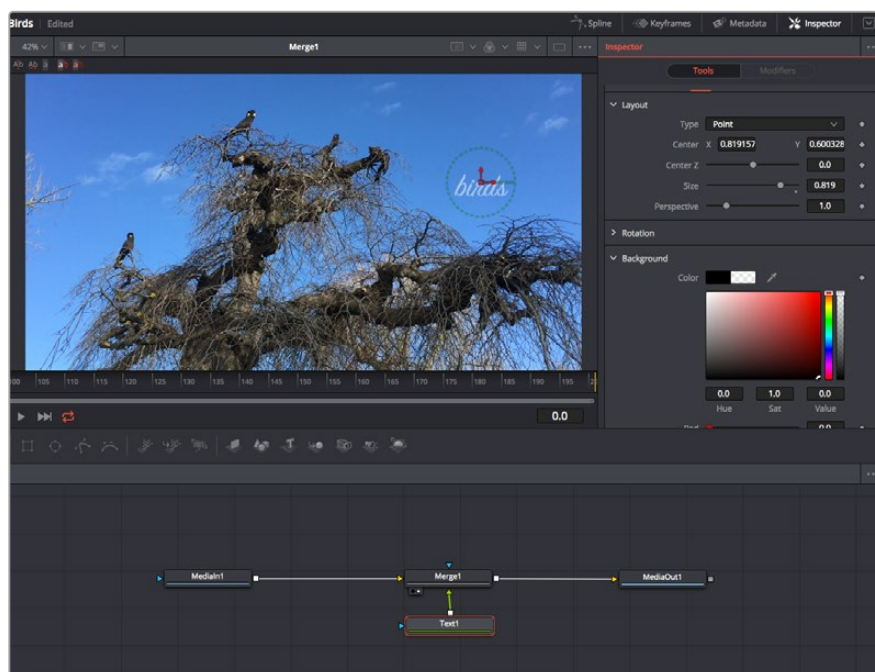 Birds Edited
Spline Keyframes Metadata Inspector
42% Merge1 Inspector
Tools Modifiers
Layout
Type Point
Center X 0.819157 Y 0.600328
Center Z 0.0
Size 0.819
Perspective 1.0
birds
Rotation
Background
Color
105 110 115 120 125 130 135 140 145 150 155 160 165 170 175 180 185 190 195
0.0 1.0 0.0
Hue Sat Value
0.0
MediaIn1 Merge1 MediaOut1
Text1